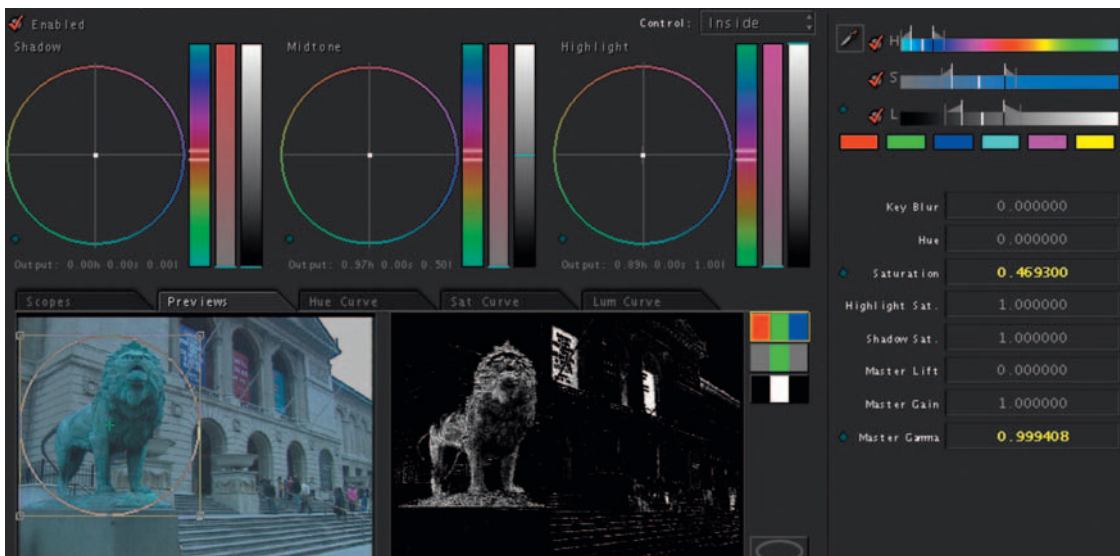 Enabled
Control: Inside
Shadow
Midtone
Highlight
H
S
L
Output: 0.00h 0.00s 0.00l
Output: 0.97h 0.00s 0.50l
Output: 0.89h 0.00s 1.00l
Key Blur 0.000000
Hue 0.000000
Saturation 0.469300
Highlight Sat. 1.000000
Shadow Sat. 1.000000
Master Lift 0.000000
Master Gain 1.000000
Master Gamma 0.999408
Scopes
Previews
Hue Curve
Sat Curve
Lum Curve